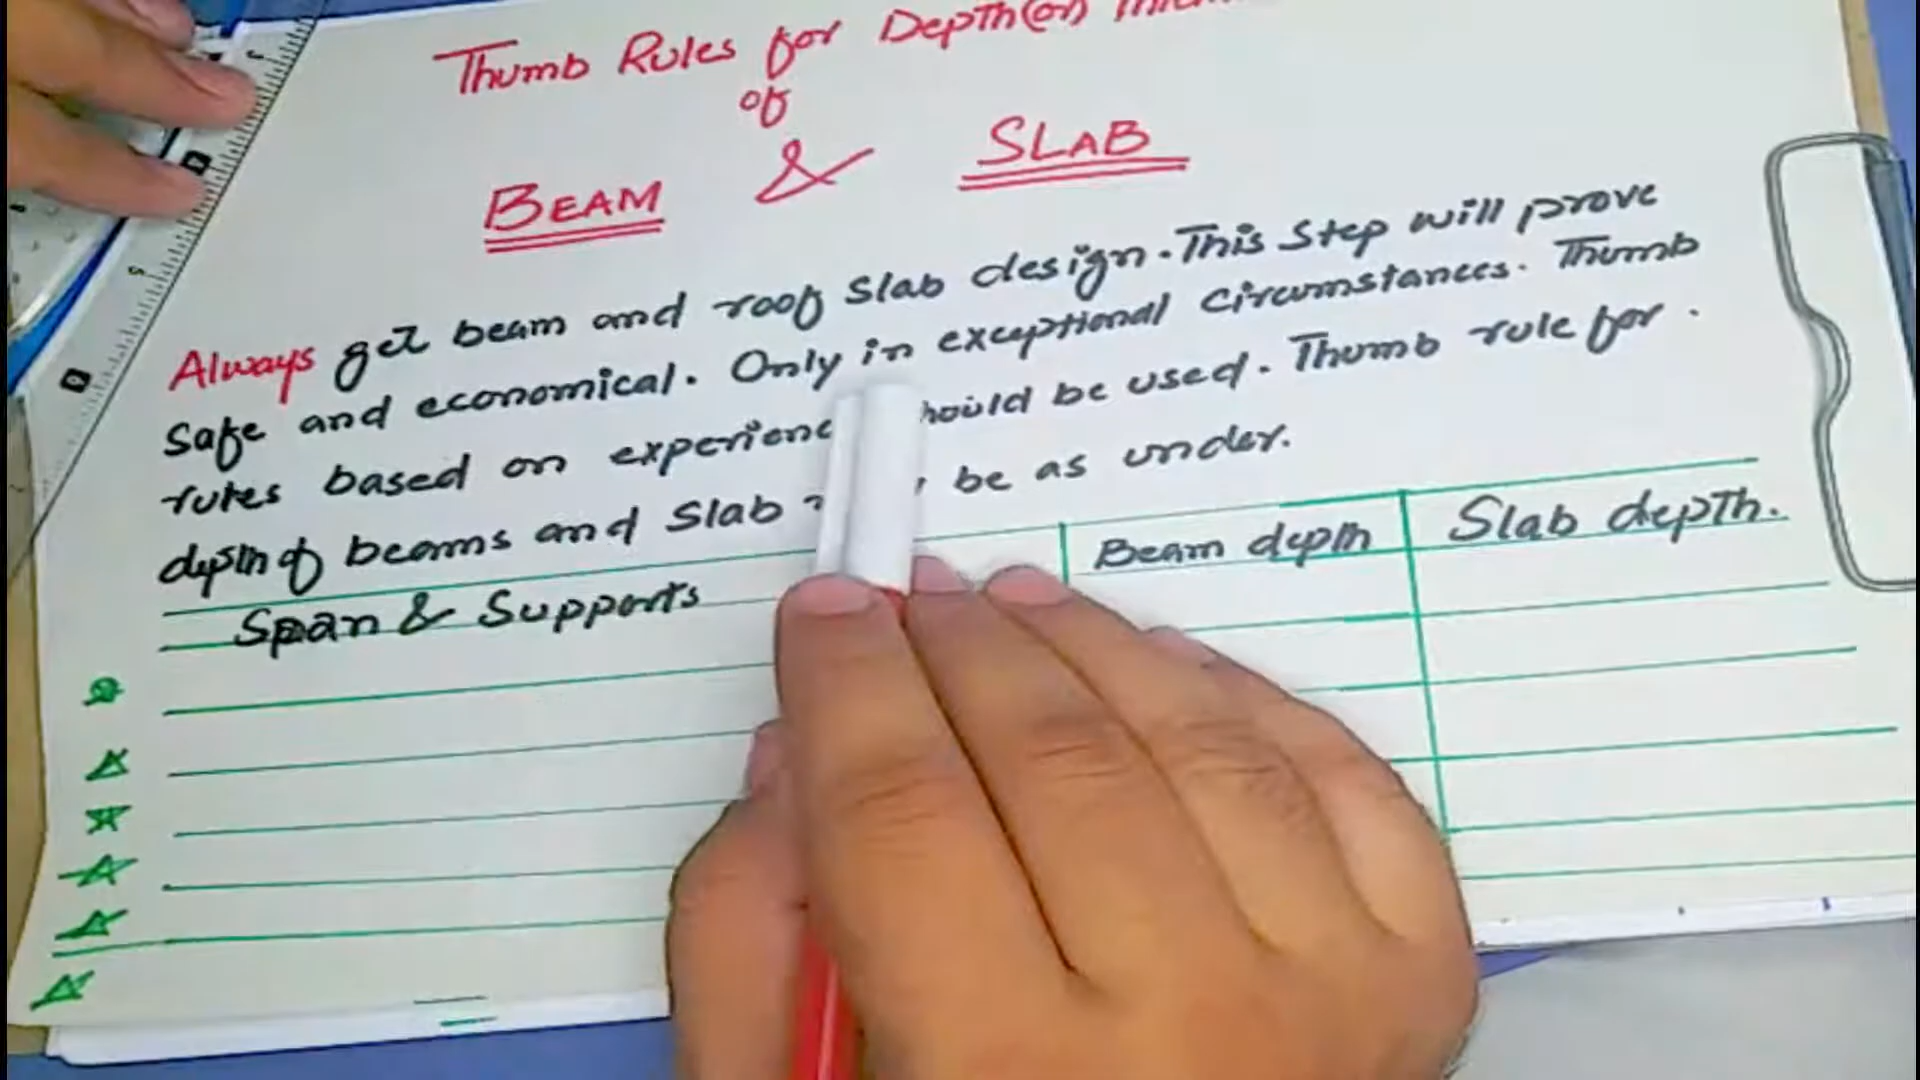 Thumb Rules for Depth(or)
of
BEAM & SLAB
Always get beam and roof slab design. This step will prove
safe and economical. Only in exceptional circumstances. Thumb
rules based on should be used. Thumb rule for.
depth of beams and slab be as under.
Span & Supports
Beam depth
Slab depth.